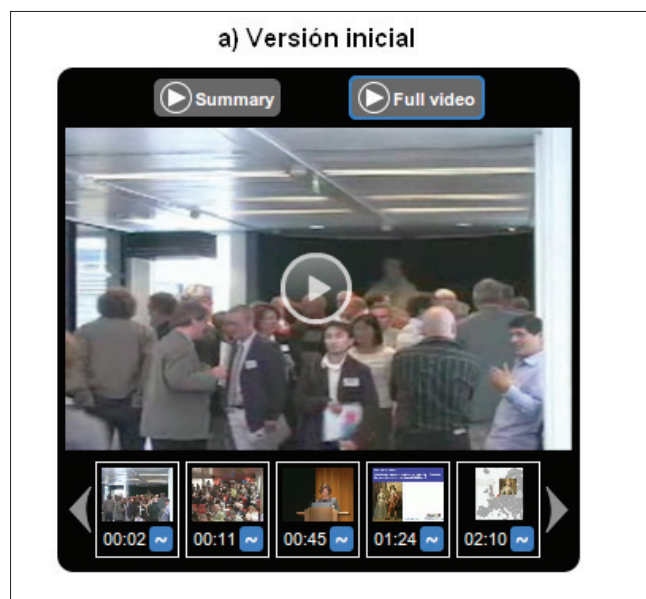 a) Versión inicial
Summary Full video
00:02 ~ 00:11 ~ 00:45 ~ 01:24 ~ 02:10 ~